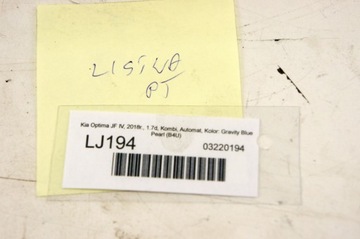 LISTWA
PT
Kia Optima JF IV, 2018r., 1.7d, Kombi, Automat, Kolor: Gravity Blue
Pearl (B4U)
LJ194
03220194